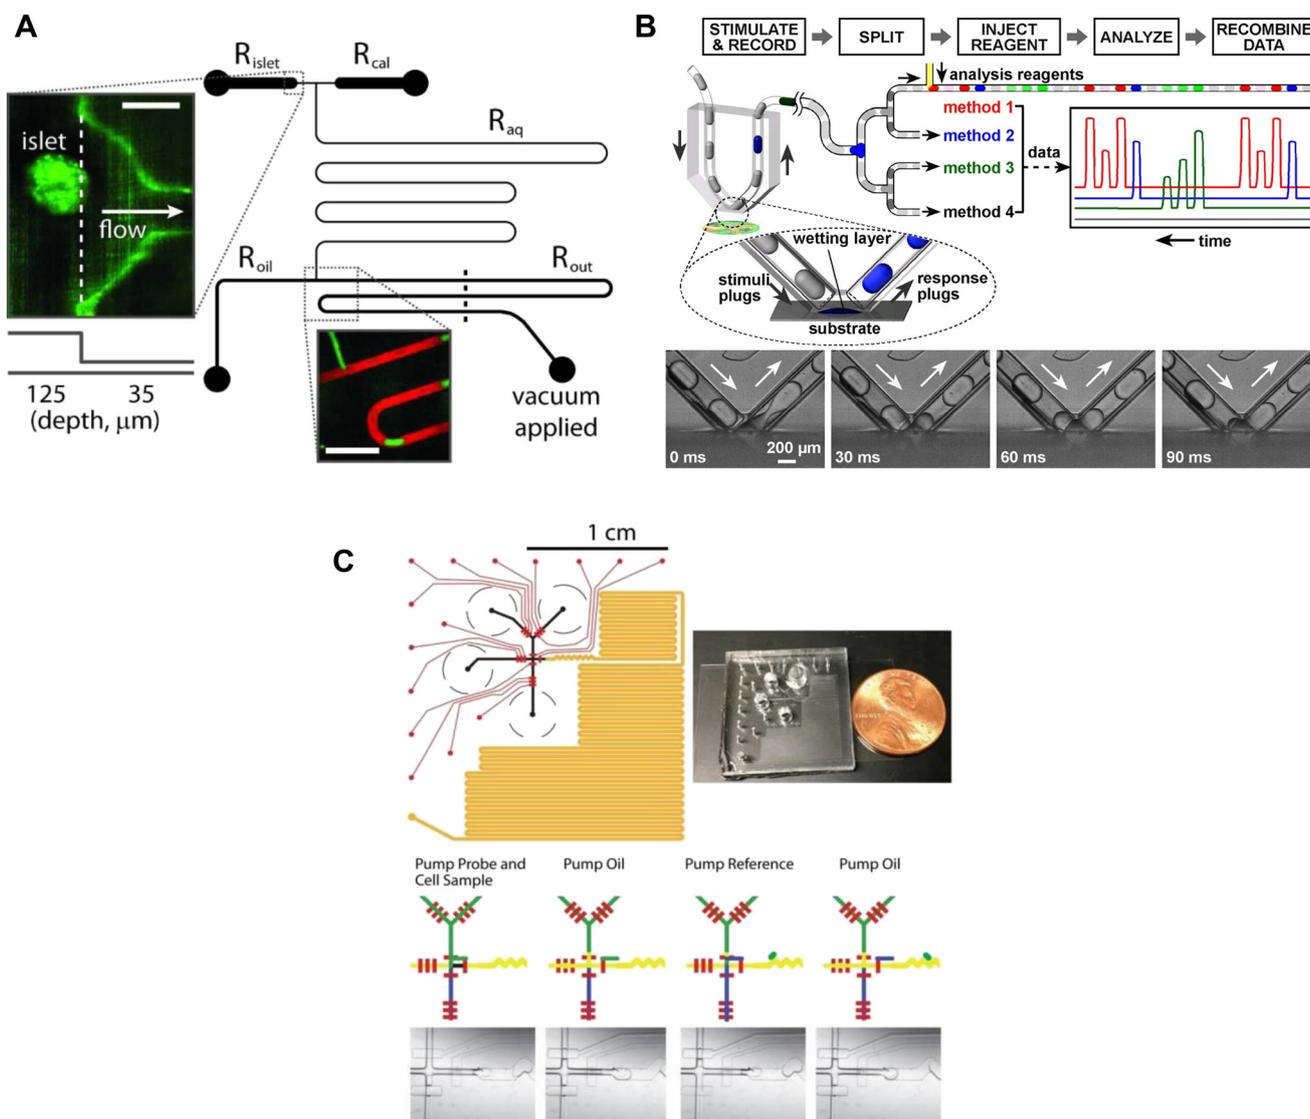 A
R islet
R cal
islet
flow
R aq
R oil
R out
125 35
(depth, µm)
vacuum
applied
B
STIMULATE
& RECORD
SPLIT
INJECT
REAGENT
ANALYZE
RECOMBINE
DATA
analysis reagents
method 1
method 2
method 3
method 4
data
time
wetting layer
stimuli
plugs
response
plugs
substrate
0 ms
200 µm
30 ms
60 ms
90 ms
C
1 cm
Pump Probe and
Cell Sample
Pump Oil
Pump Reference
Pump Oil